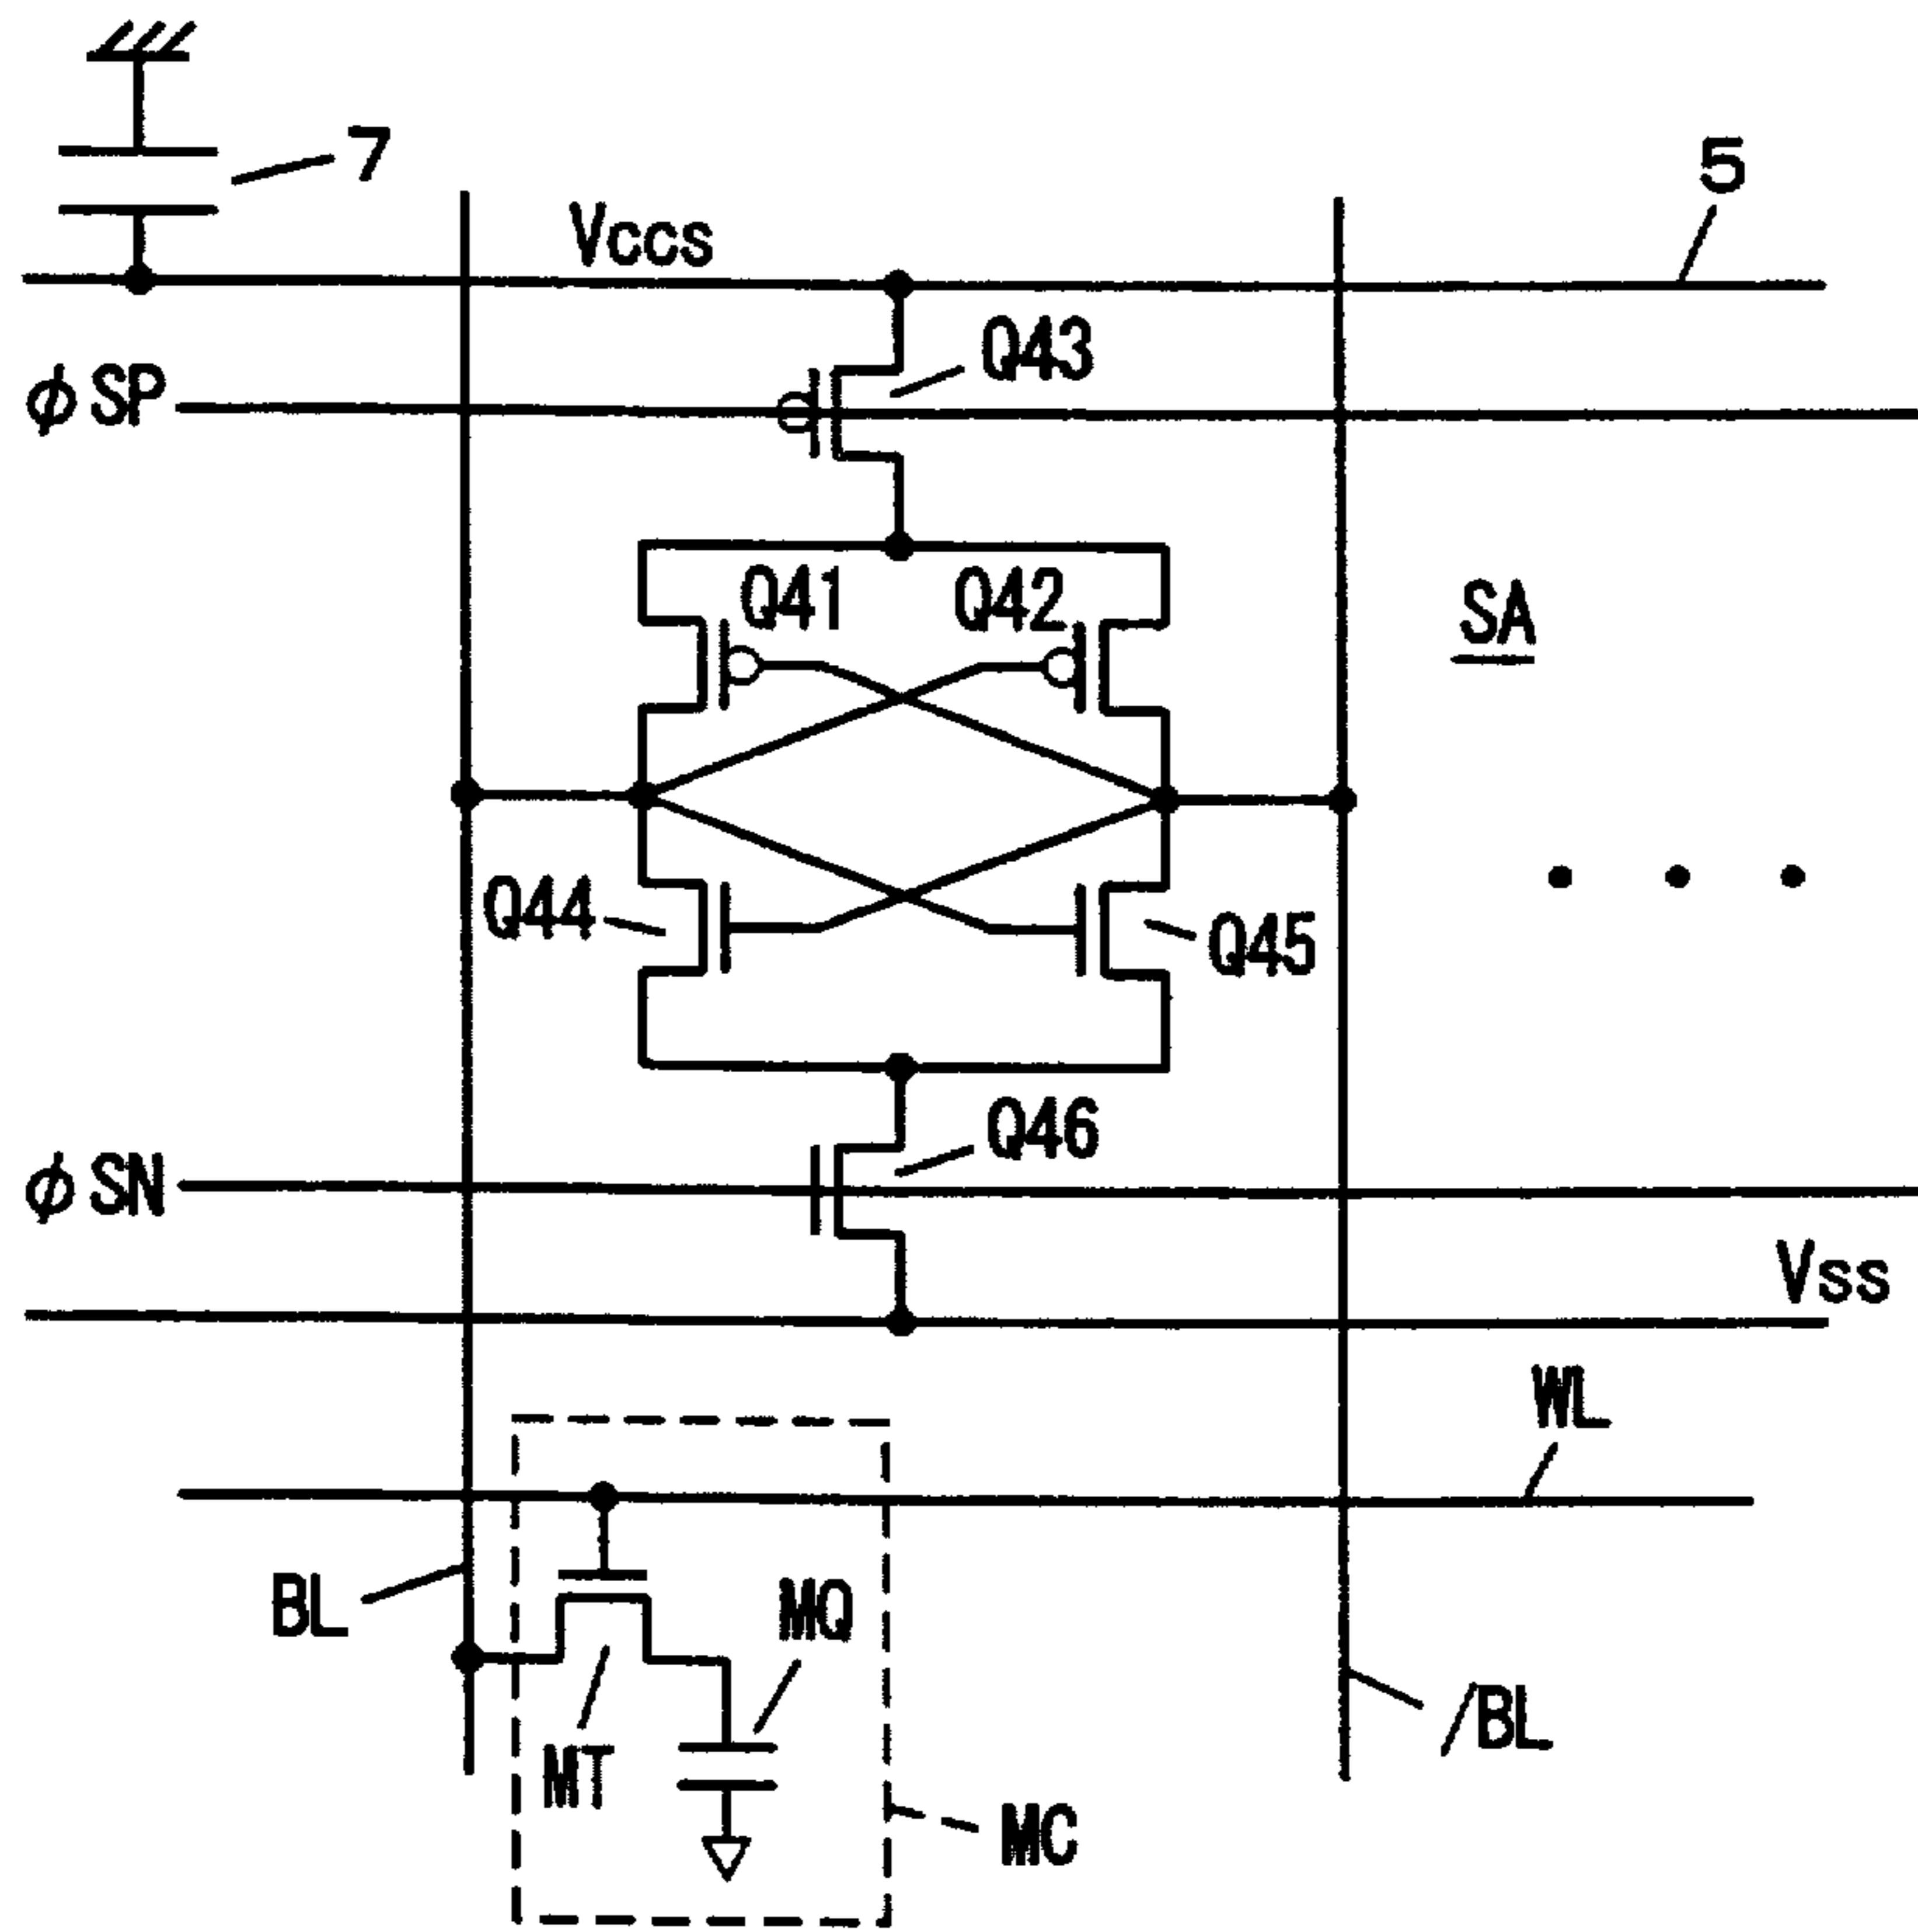 7
5
Vccs
Q43
φSP
Q41
Q42
SA
Q44
Q45
Q46
φSN
Vss
WL
BL
MQ
MT
/BL
MC